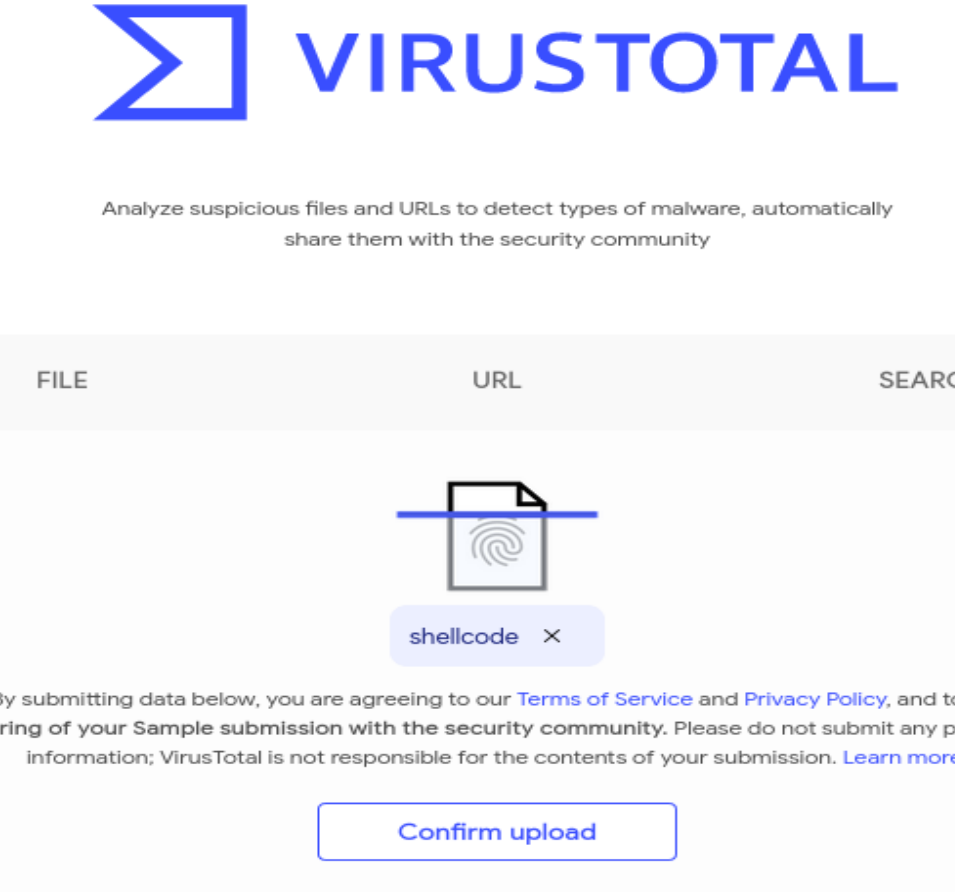 VIRUSTOTAL
Analyze suspicious files and URLs to detect types of malware, automatically
share them with the security community
FILE URL SEARC
shellcode ×
By submitting data below, you are agreeing to our Terms of Service and Privacy Policy, and to
ring of your Sample submission with the security community. Please do not submit any p
information; VirusTotal is not responsible for the contents of your submission. Learn more
Confirm upload